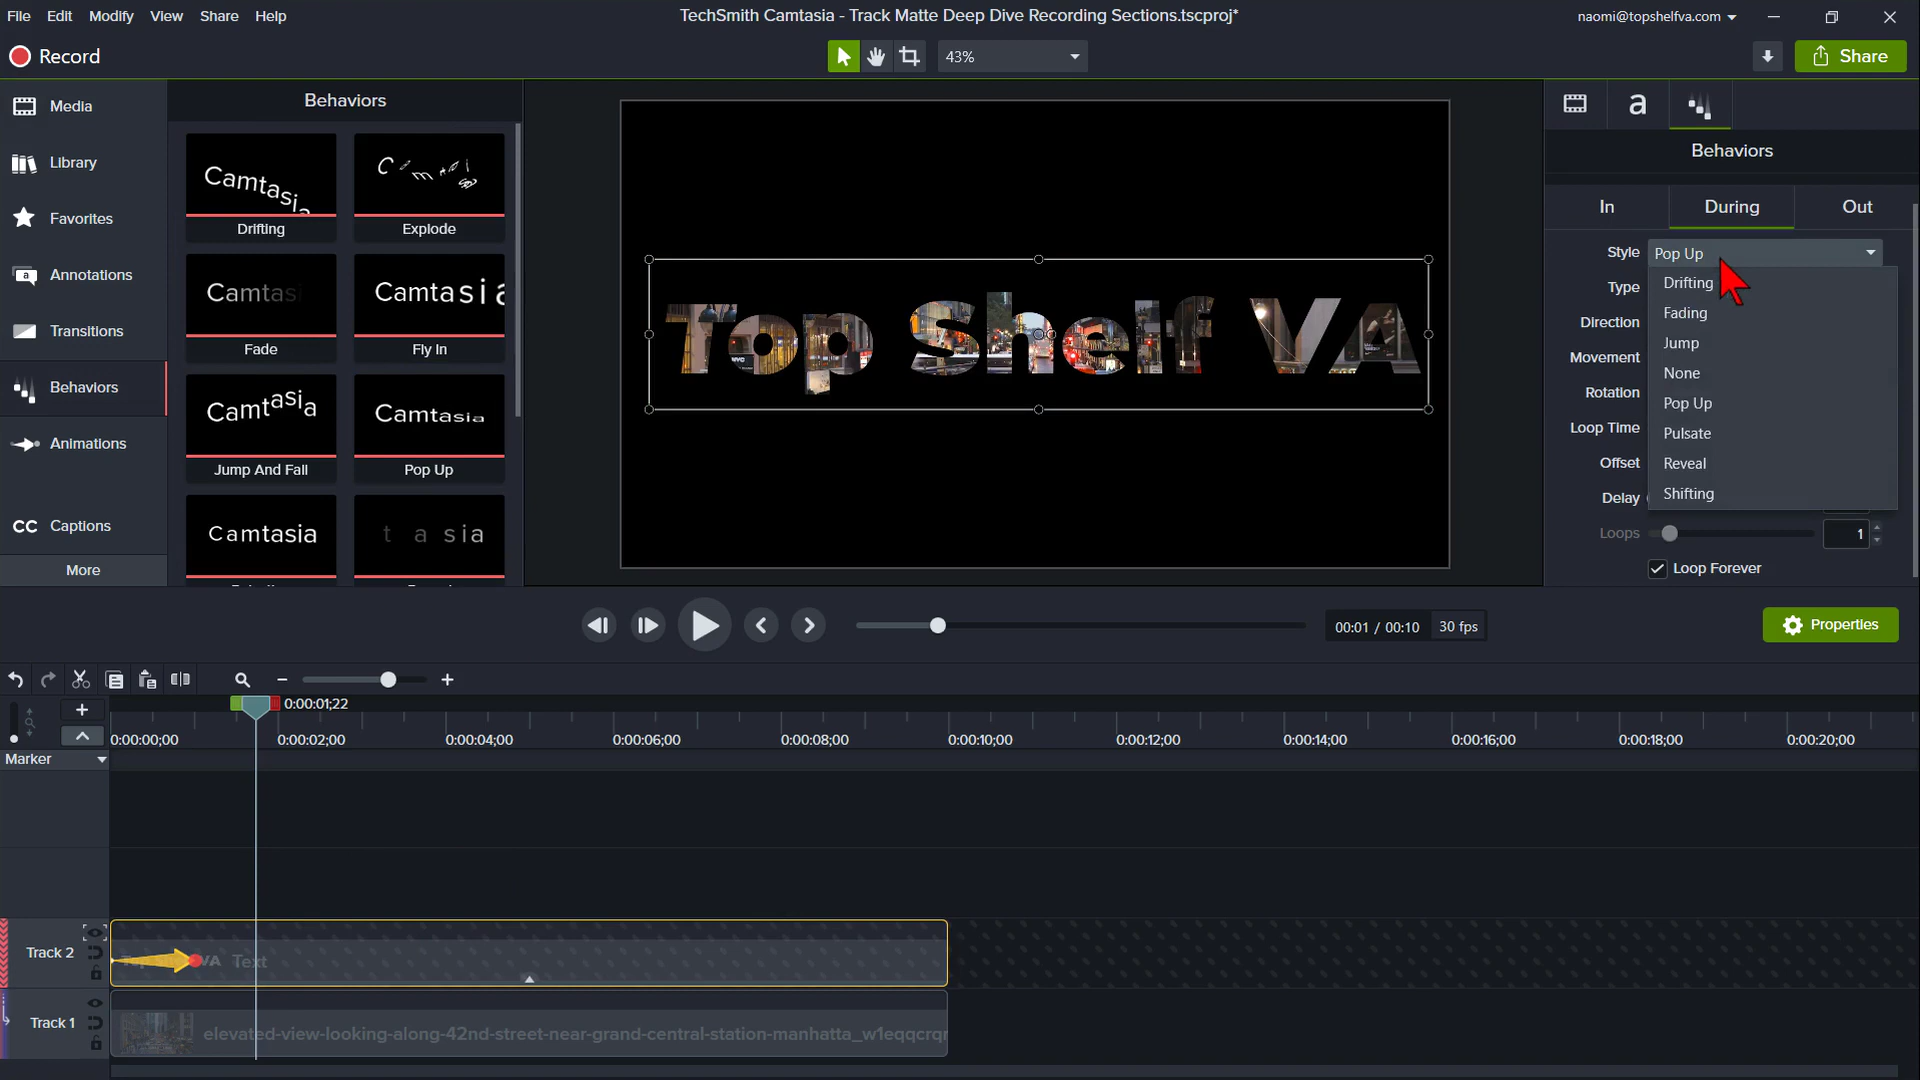 File Edit Modify View Share Help
TechSmith Camtasia - Track Matte Deep Dive Recording Sections.tscproj*
naomi@topshelfva.com
Record
43%
Share
Media
Library
Favorites
Annotations
Transitions
Behaviors
Animations
CC Captions
More
Behaviors
Camtasia
Drifting
Explode
Fade
Camtasia
Fly In
Camtasia
Jump And Fall
Camtasia
Pop Up
Camtasia
t a sia
Top Shelf VA
a
Behaviors
In During Out
Style Pop Up
Type
Direction
Movement
Rotation
Loop Time
Offset
Delay
Drifting
Fading
Jump
None
Pop Up
Pulsate
Reveal
Shifting
Loops 1
Loop Forever
00:01 / 00:10 30 fps
Properties
0:00:01;22
0:00:00;00 0:00:02;00 0:00:04;00 0:00:06;00 0:00:08;00 0:00:10;00 0:00:12;00 0:00:14;00 0:00:16;00 0:00:18;00 0:00:20;00
Marker
Track 2
VA Text
Track 1
elevated-view-looking-along-42nd-street-near-grand-central-station-manhatta_w1eqqcrqr